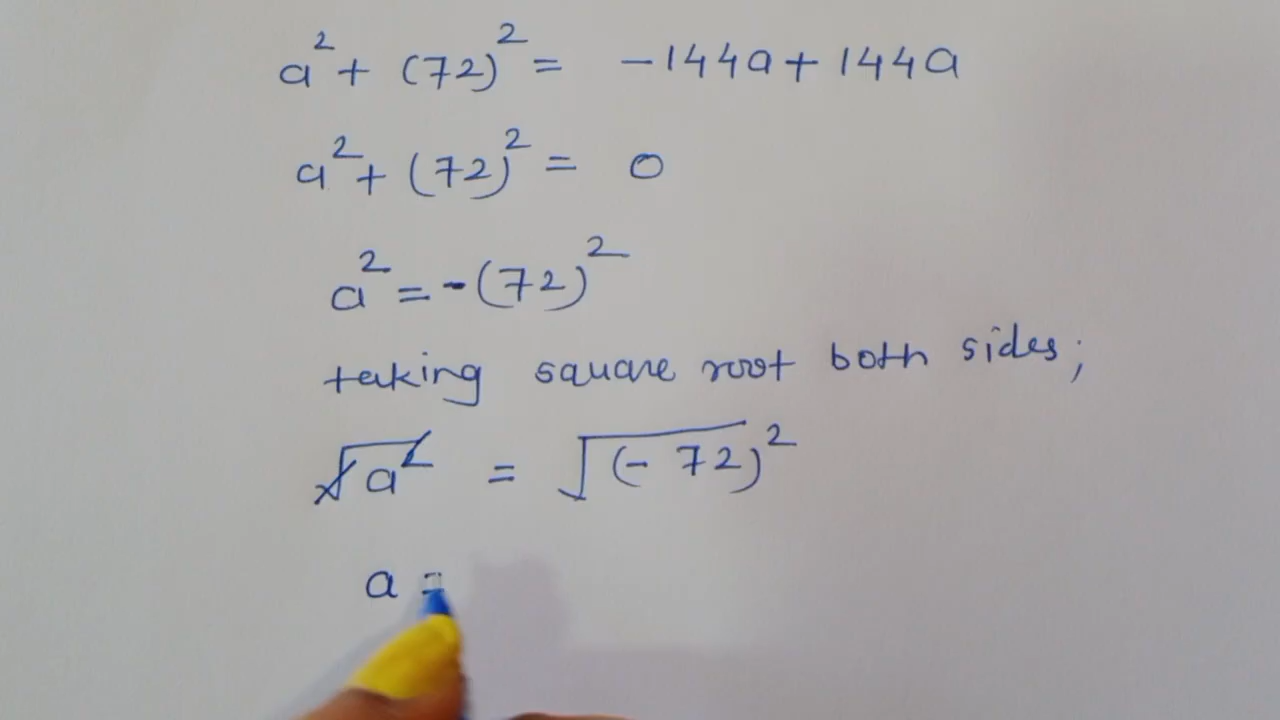 a² + (72)² = -144a + 144a
a² + (72)² = 0
a² = -(72)²
taking square root both sides;
√a² = √(- 72)²
a =